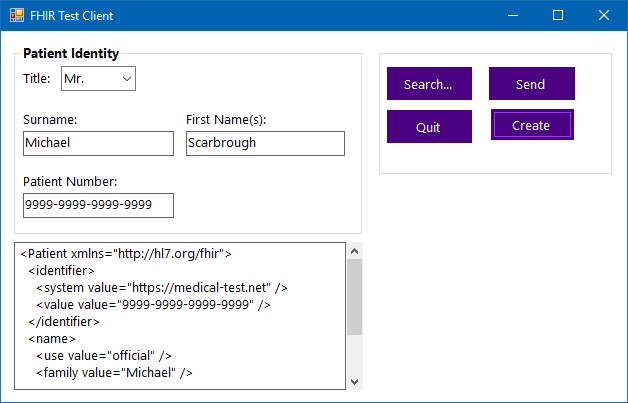 FHIR Test Client
Patient Identity
Title: Mr.
Surname: First Name(s):
Michael Scarbrough
Patient Number:
9999-9999-9999-9999
Search... Send
Quit Create
<Patient xmlns="http://hl7.org/fhir">
<identifier>
<system value="https://medical-test.net" />
<value value="9999-9999-9999-9999" />
</identifier>
<name>
<use value="official" />
<family value="Michael" />